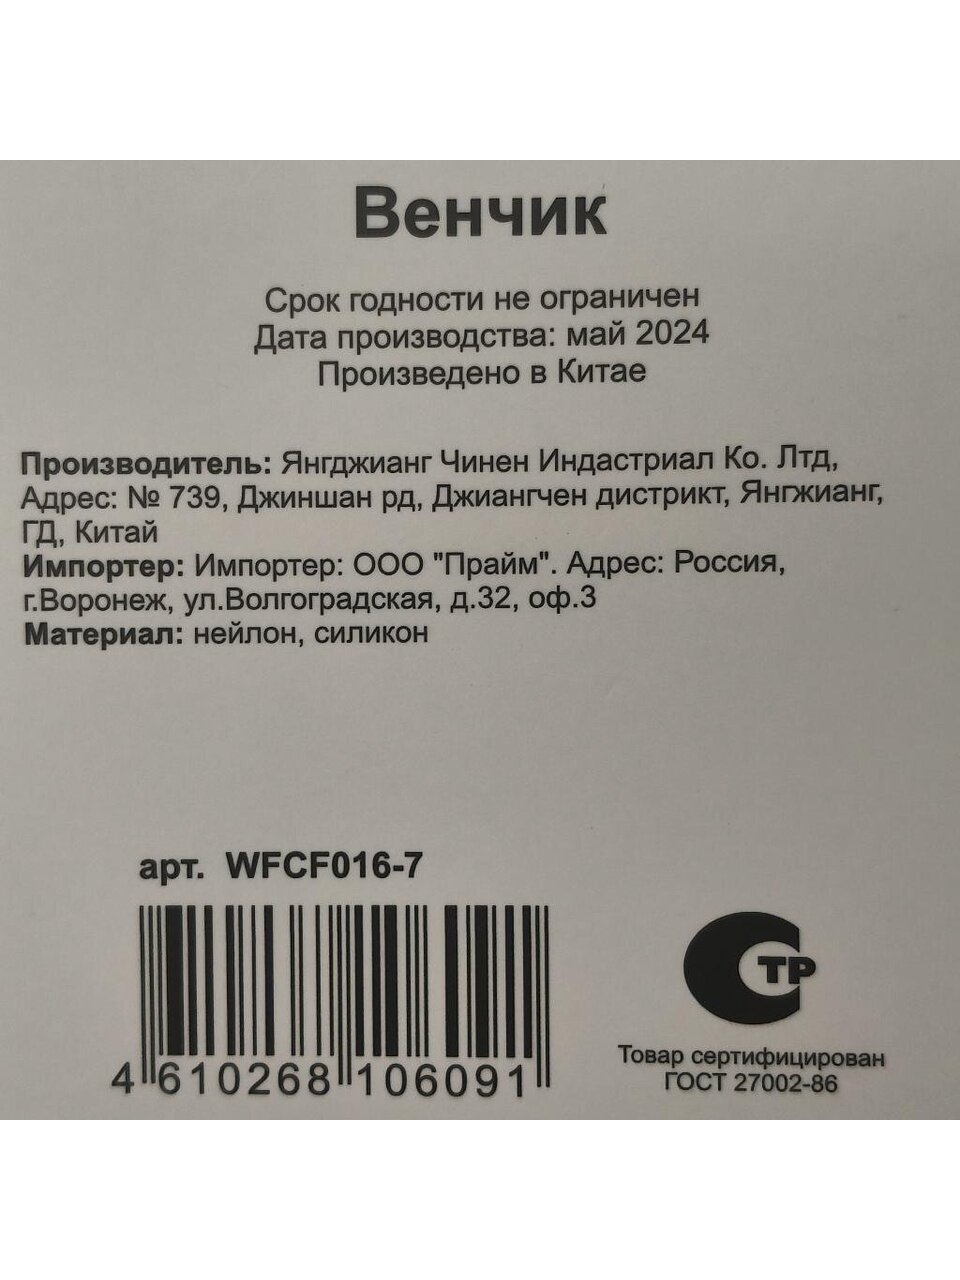 Венчик
Срок годности не ограничен
Дата производства: май 2024
Произведено в Китае
Производитель: Янгджианг Чинен Индастриал Ко. Лтд,
Адрес: № 739, Джиншан рд, Джиангчен дистрикт, Янгжианг,
ГД, Китай
Импортер: Импортер: ООО "Прайм". Адрес: Россия,
г.Воронеж, ул.Волгоградская, д.32, оф.3
Материал: нейлон, силикон
арт. WFCF016-7
4 610268 106091
СТР
Товар сертифицирован
ГОСТ 27002-86